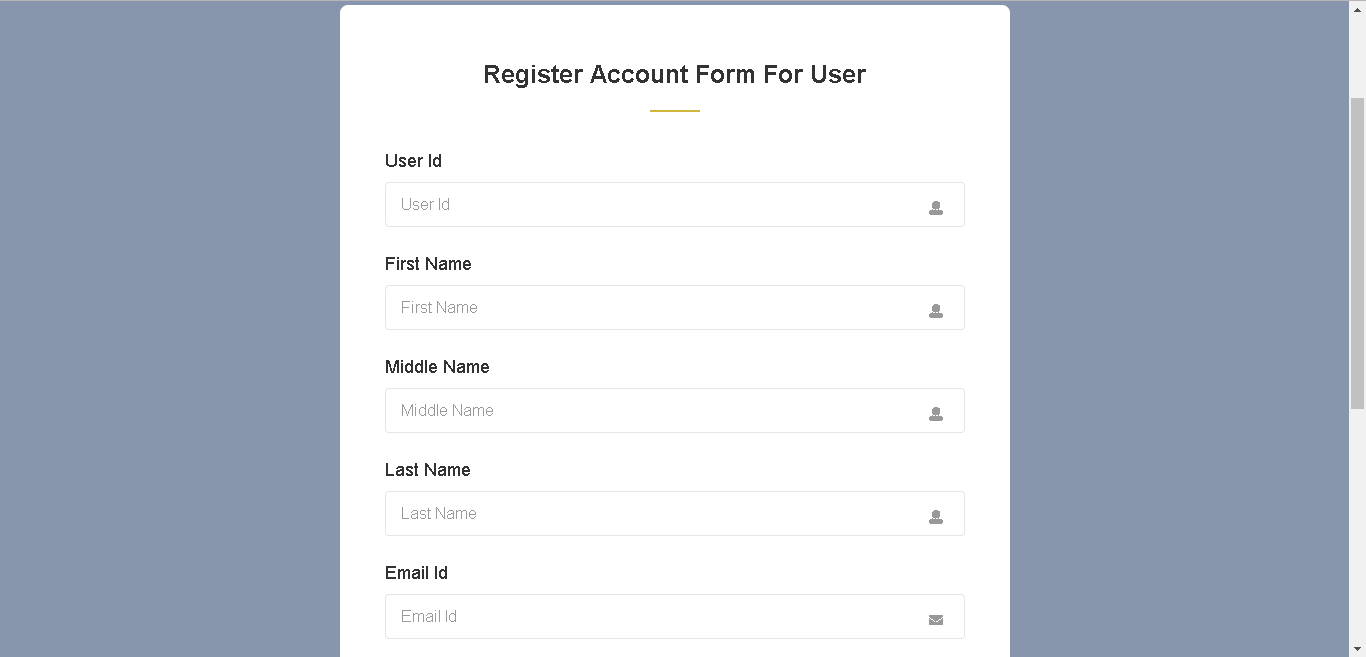 Register Account Form For User
User Id
User Id
First Name
First Name
Middle Name
Middle Name
Last Name
Last Name
Email Id
Email Id